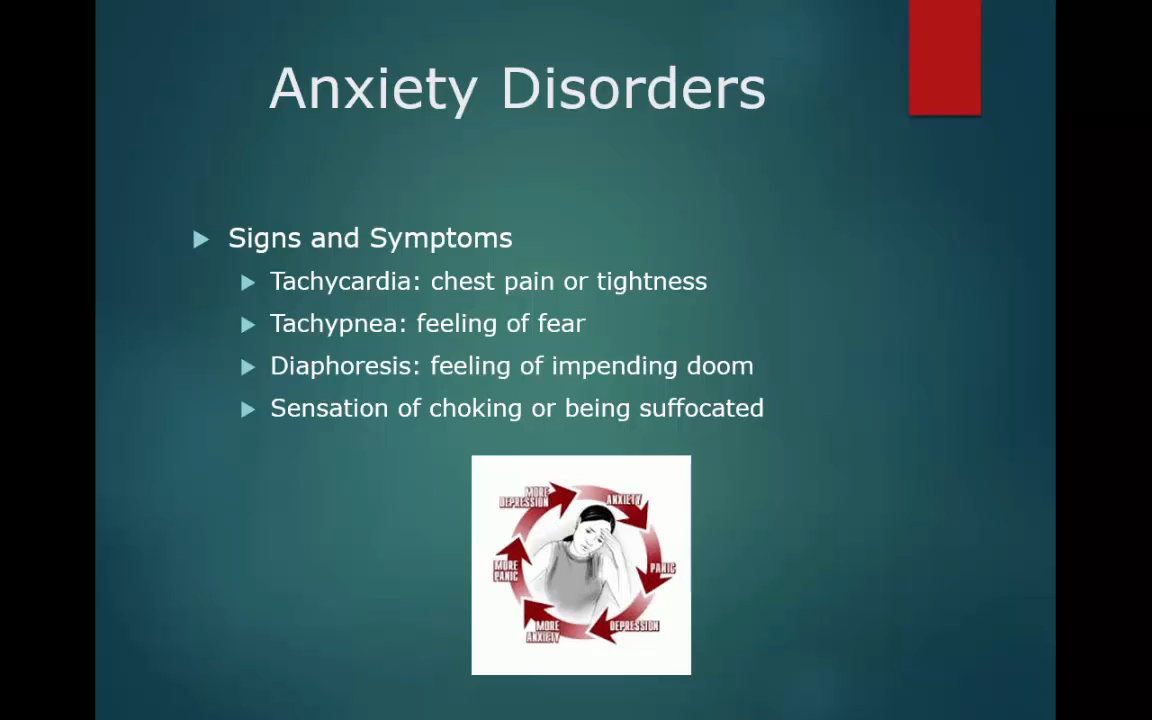 Anxiety Disorders
Signs and Symptoms
Tachycardia: chest pain or tightness
Tachypnea: feeling of fear
Diaphoresis: feeling of impending doom
Sensation of choking or being suffocated
ANXIETY
PANIC
DEPRESSION
MORE
ANXIETY
MORE
PANIC
MORE
DEPRESSION